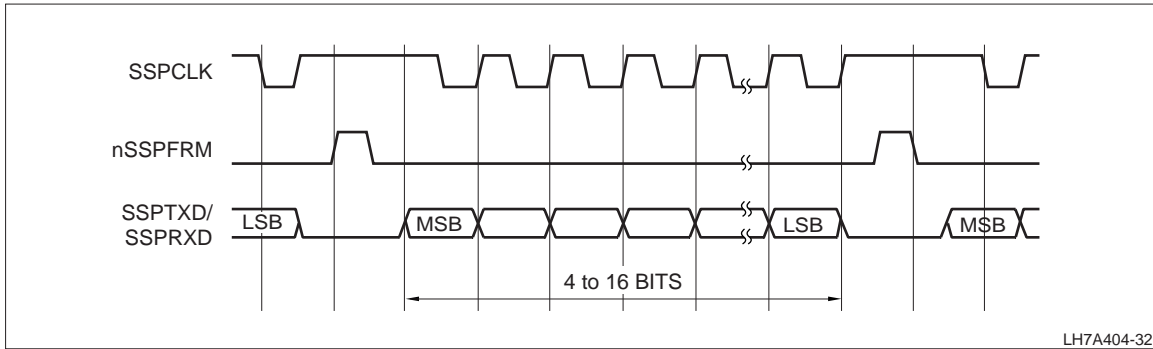 SSPCLK
nSSPFRM
SSPTXD/
SSPRXD
LSB
MSB
LSB
MSB
4 to 16 BITS
LH7A404-32